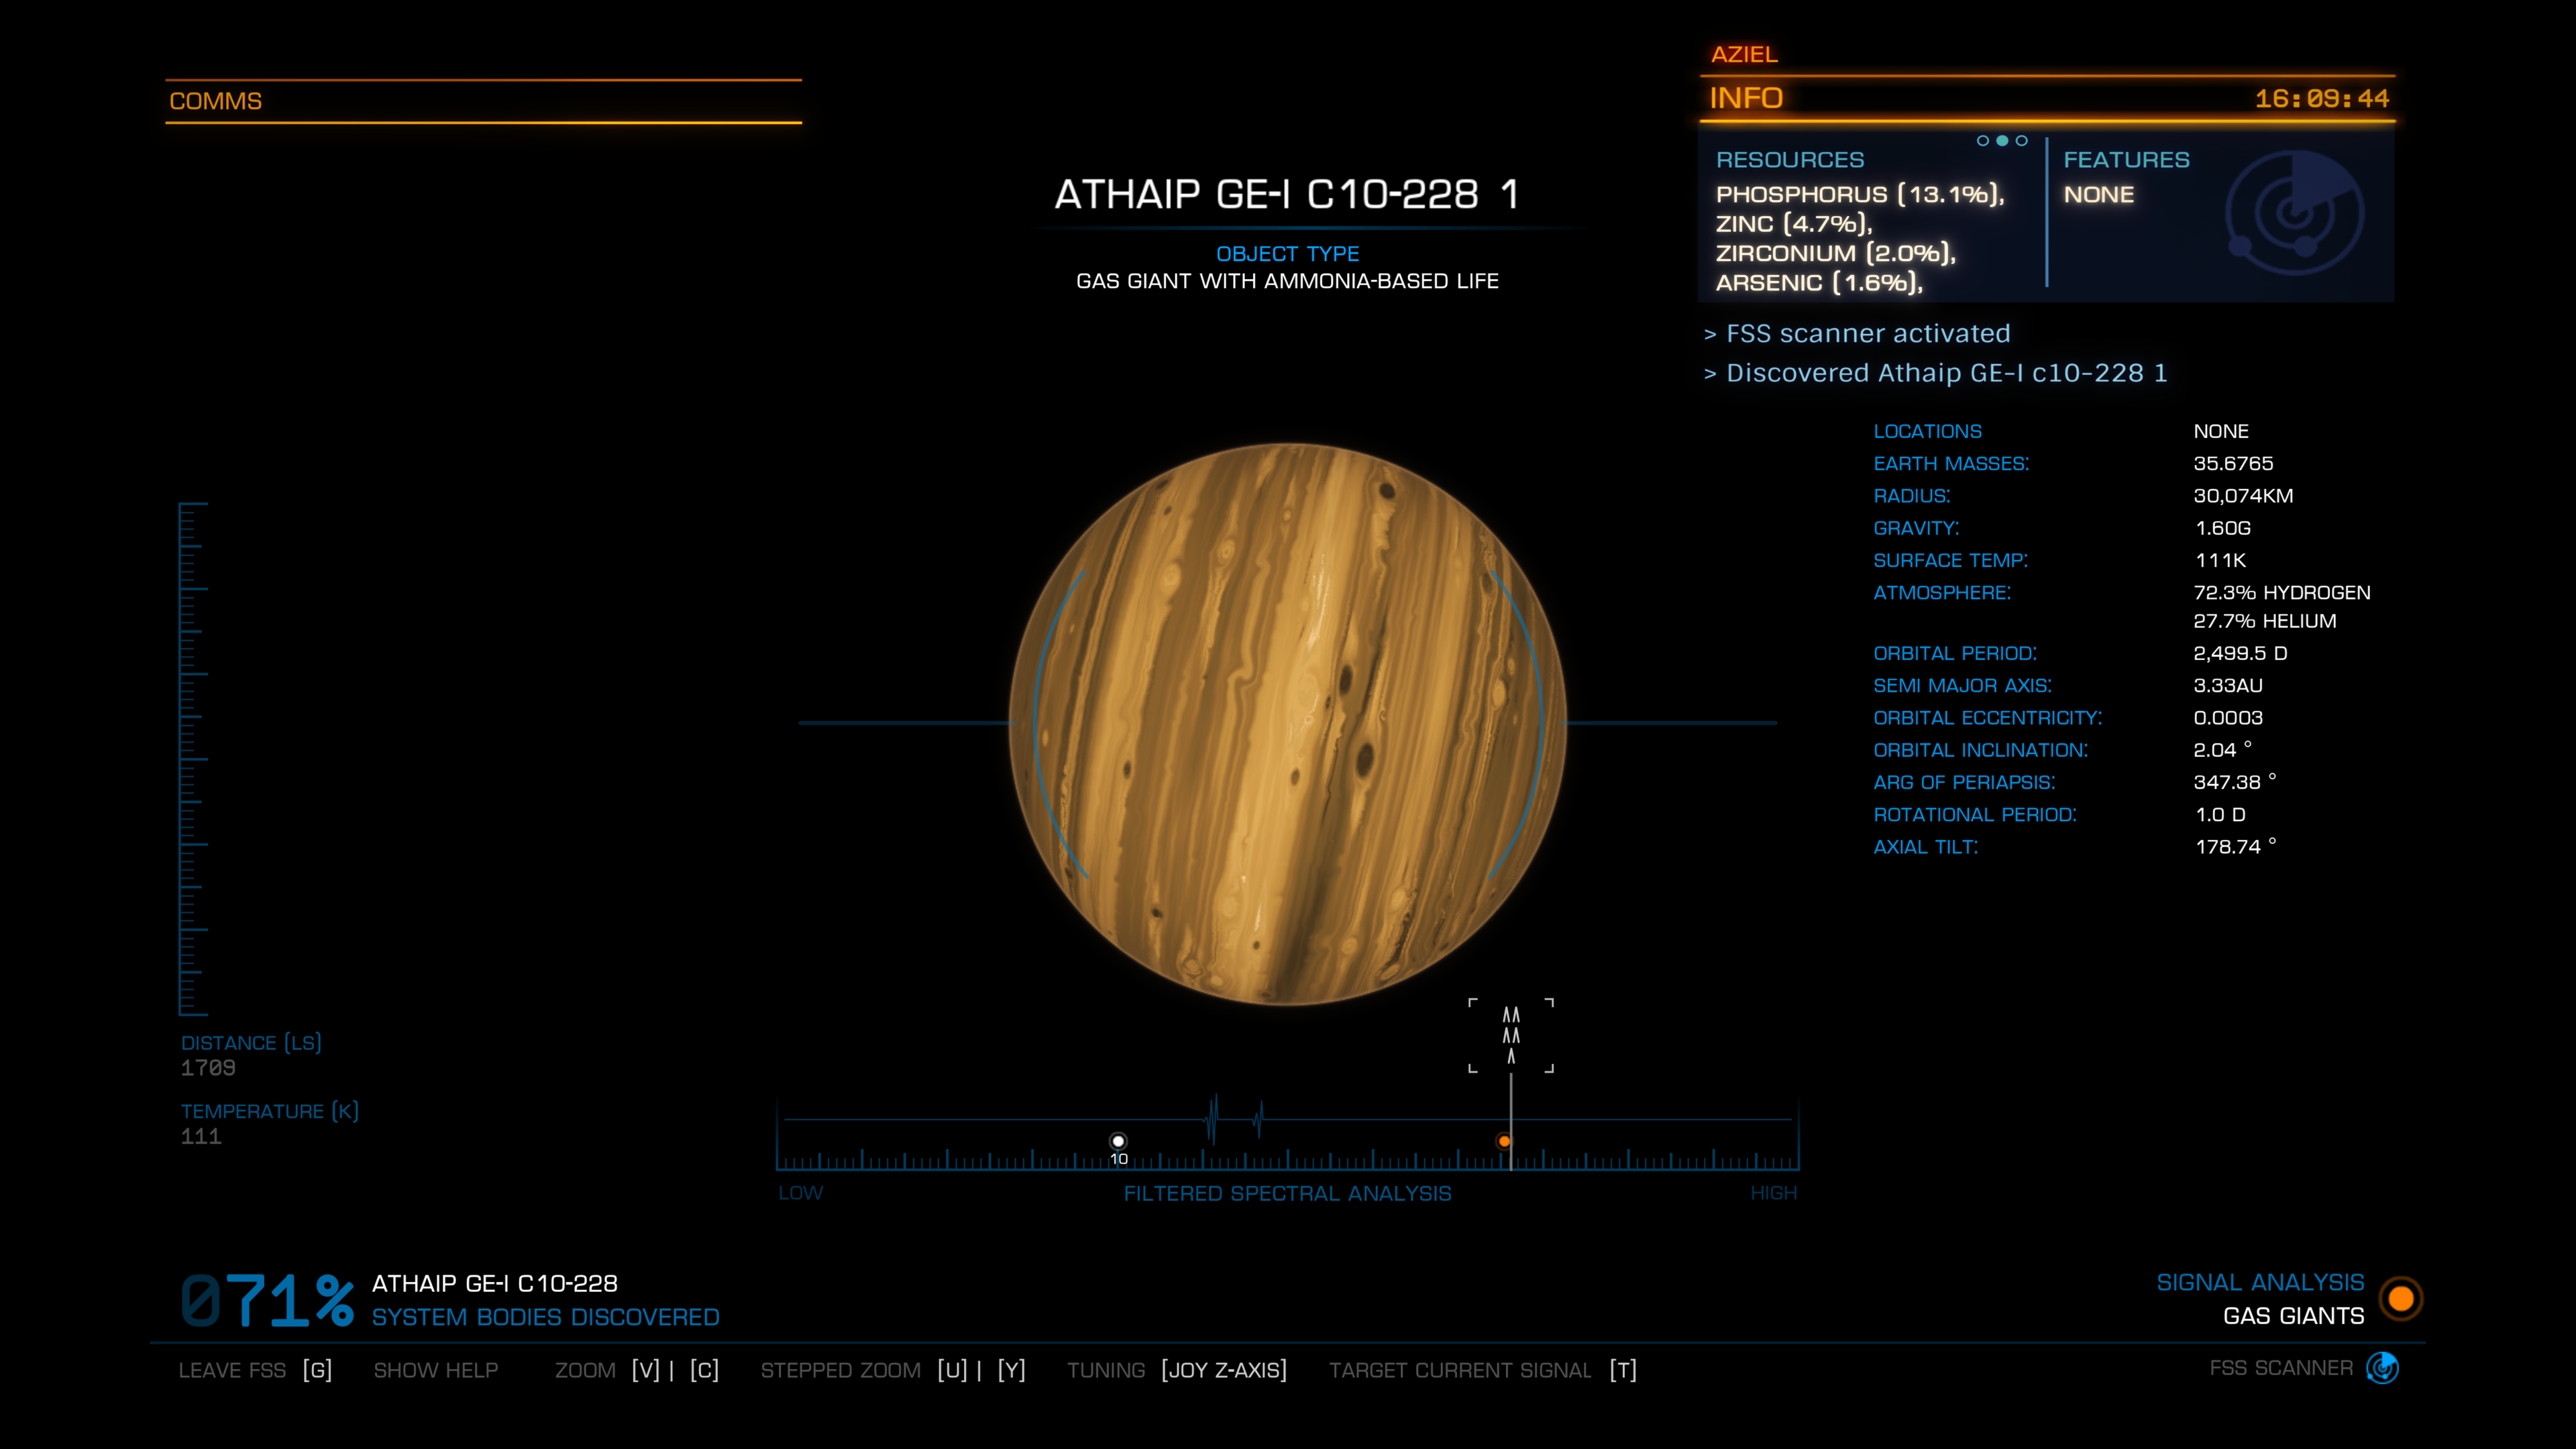 COMMS
AZIEL
INFO 16:09:44
RESOURCES
PHOSPHORUS (13.1%),
ZINC (4.7%),
ZIRCONIUM (2.0%),
ARSENIC (1.6%),
FEATURES
NONE
> FSS scanner activated
> Discovered Athaip GE-I c10-228 1
ATHAIP GE-I C10-228 1
OBJECT TYPE
GAS GIANT WITH AMMONIA-BASED LIFE
LOCATIONS NONE
EARTH MASSES: 35.6765
RADIUS: 30,074KM
GRAVITY: 1.60G
SURFACE TEMP: 111K
ATMOSPHERE: 72.3% HYDROGEN
27.7% HELIUM
ORBITAL PERIOD: 2,499.5 D
SEMI MAJOR AXIS: 3.33AU
ORBITAL ECCENTRICITY: 0.0003
ORBITAL INCLINATION: 2.04 °
ARG OF PERIAPSIS: 347.38 °
ROTATIONAL PERIOD: 1.0 D
AXIAL TILT: 178.74 °
DISTANCE (LS)
1709
TEMPERATURE (K)
111
10
LOW FILTERED SPECTRAL ANALYSIS HIGH
071% ATHAIP GE-I C10-228
SYSTEM BODIES DISCOVERED
SIGNAL ANALYSIS
GAS GIANTS
LEAVE FSS [G] SHOW HELP ZOOM [V] | [C] STEPPED ZOOM [U] | [Y] TUNING [JOY Z-AXIS] TARGET CURRENT SIGNAL [T] FSS SCANNER